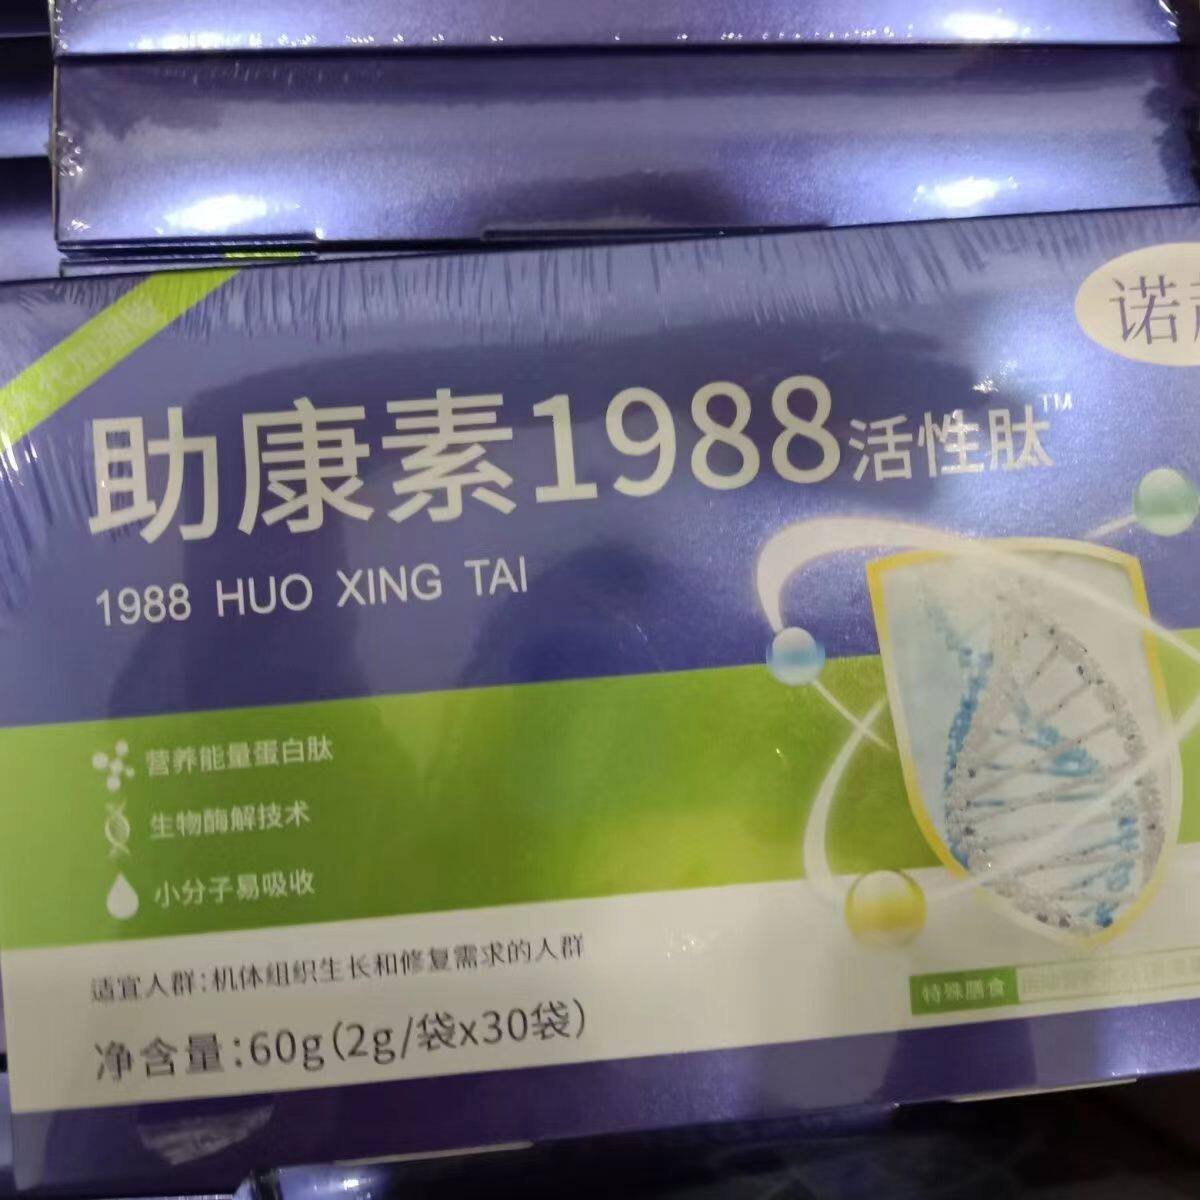 诺
助康素1988活性肽™
1988 HUO XING TAI
营养能量蛋白肽
生物酶解技术
小分子易吸收
适宜人群:机体组织生长和修复需求的人群
净含量:60g(2g/袋x30袋)
特殊膳食